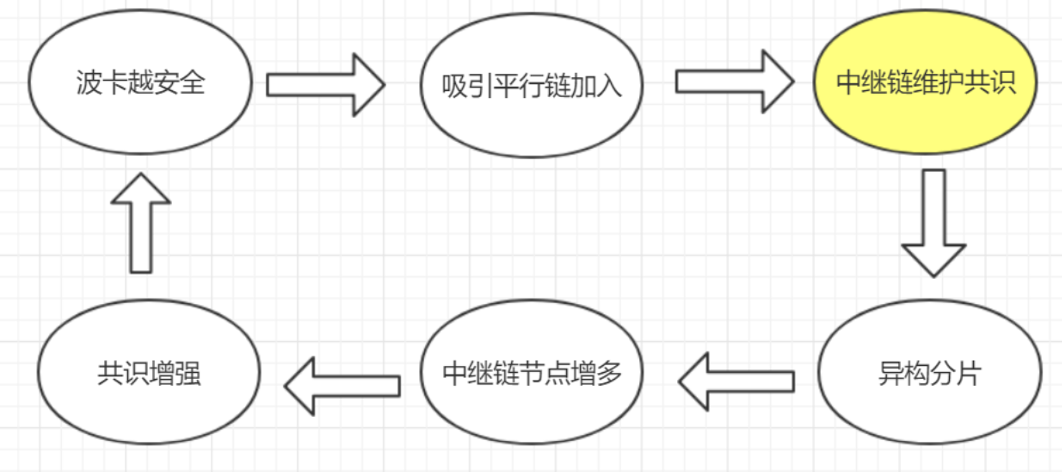 波卡越安全
吸引平行链加入
中继链维护共识
共识增强
中继链节点增多
异构分片